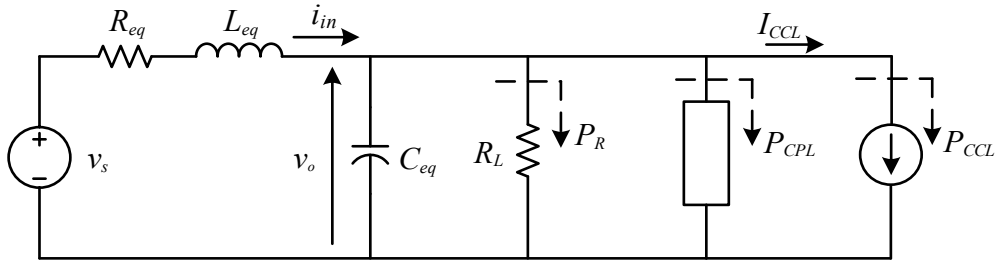 R_eq L_eq i_in I_CCL
+
−
v_s v_o C_eq R_L P_R P_CPL P_CCL